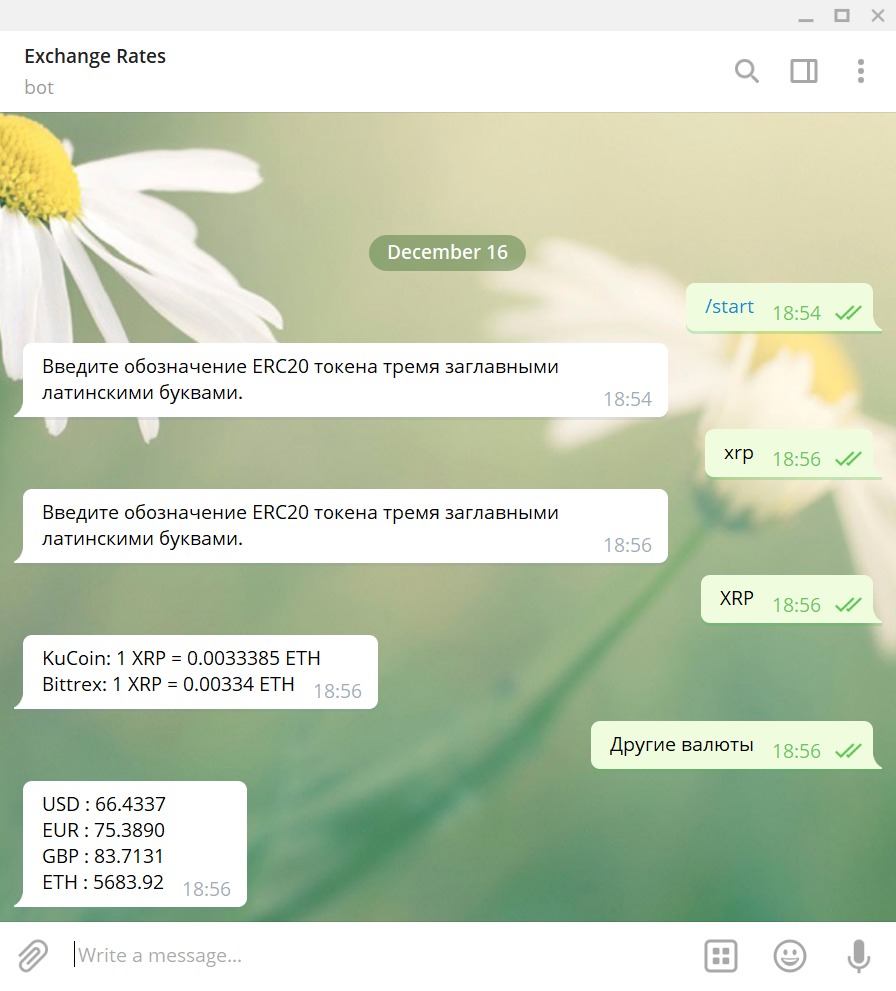 Exchange Rates
bot
December 16
/start 18:54
Введите обозначение ERC20 токена тремя заглавными
латинскими буквами.
18:54
xrp 18:56
Введите обозначение ERC20 токена тремя заглавными
латинскими буквами.
18:56
XRP 18:56
KuCoin: 1 XRP = 0.0033385 ETH
Bittrex: 1 XRP = 0.00334 ETH 18:56
Другие валюты 18:56
USD : 66.4337
EUR : 75.3890
GBP : 83.7131
ETH : 5683.92 18:56
Write a message...